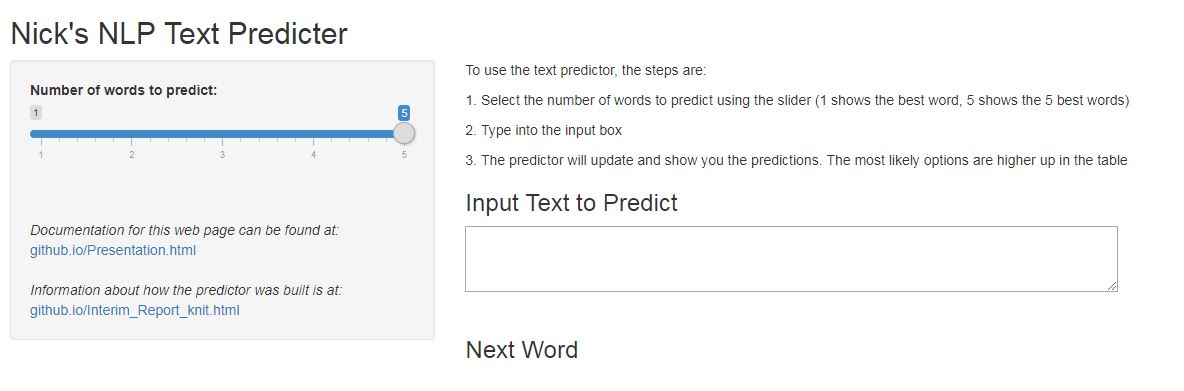 Nick's NLP Text Predicter
Number of words to predict:
1 5
1 2 3 4 5
Documentation for this web page can be found at:
github.io/Presentation.html
Information about how the predictor was built is at:
github.io/Interim_Report_knit.html
To use the text predictor, the steps are:
1. Select the number of words to predict using the slider (1 shows the best word, 5 shows the 5 best words)
2. Type into the input box
3. The predictor will update and show you the predictions. The most likely options are higher up in the table
Input Text to Predict
Next Word